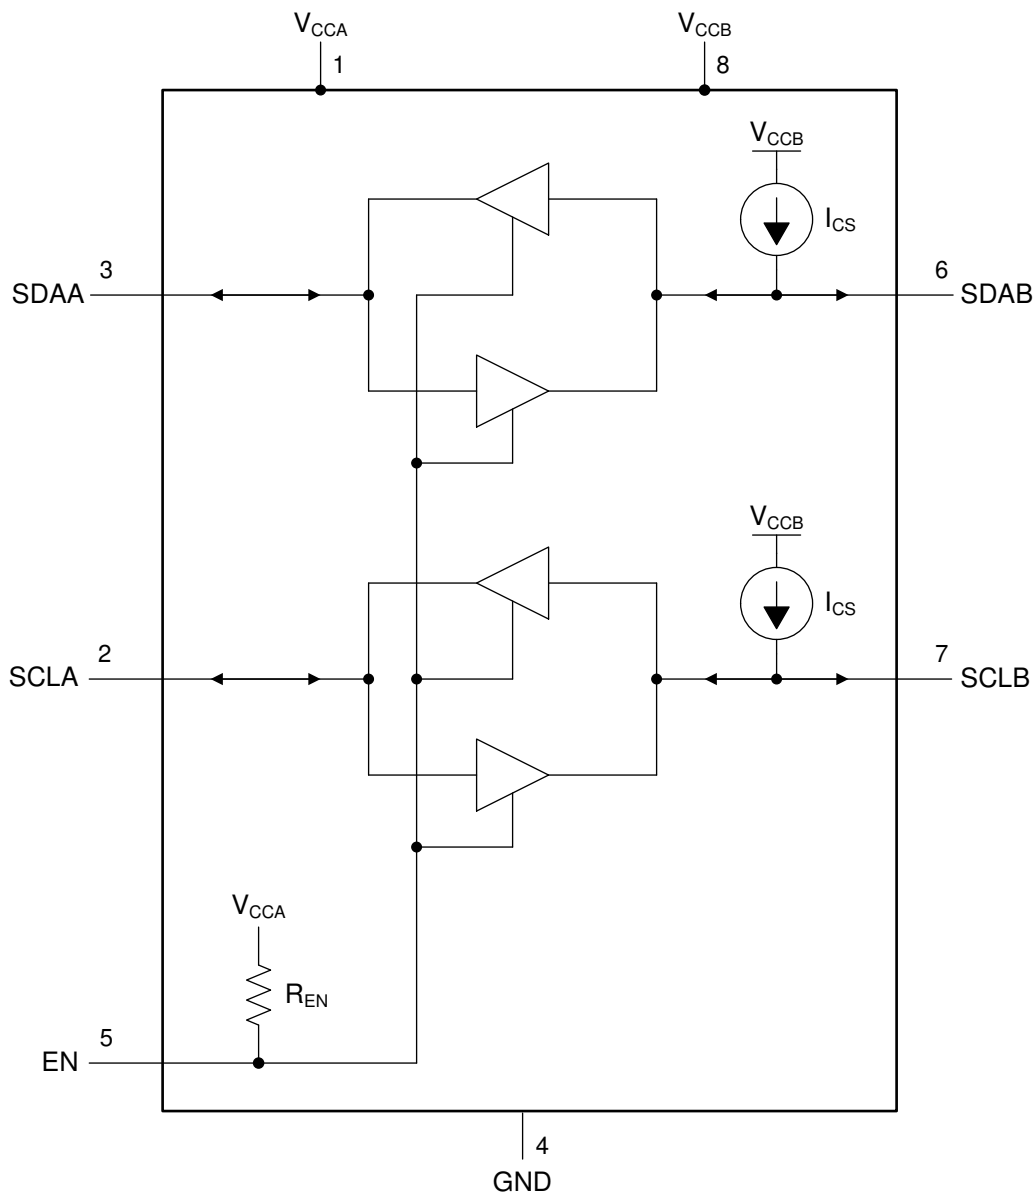 VCCA
VCCB
1
8
VCCB
ICS
3
SDAA
6
SDAB
VCCB
ICS
2
SCLA
7
SCLB
VCCA
REN
5
EN
4
GND